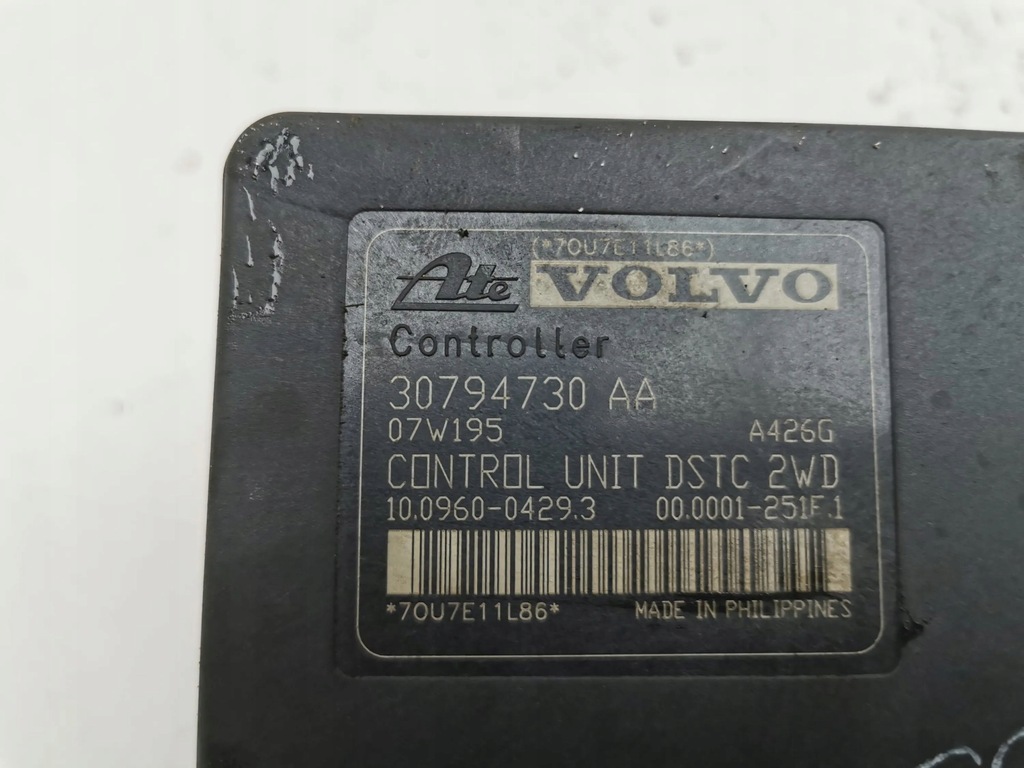 (*70U7E11L86*)
Ate VOLVO
Controller
30794730 AA
07W195 A426G
CONTROL UNIT DSTC 2WD
10.0960-0429.3 00.0001-251F.1
*70U7E11L86* MADE IN PHILIPPINES